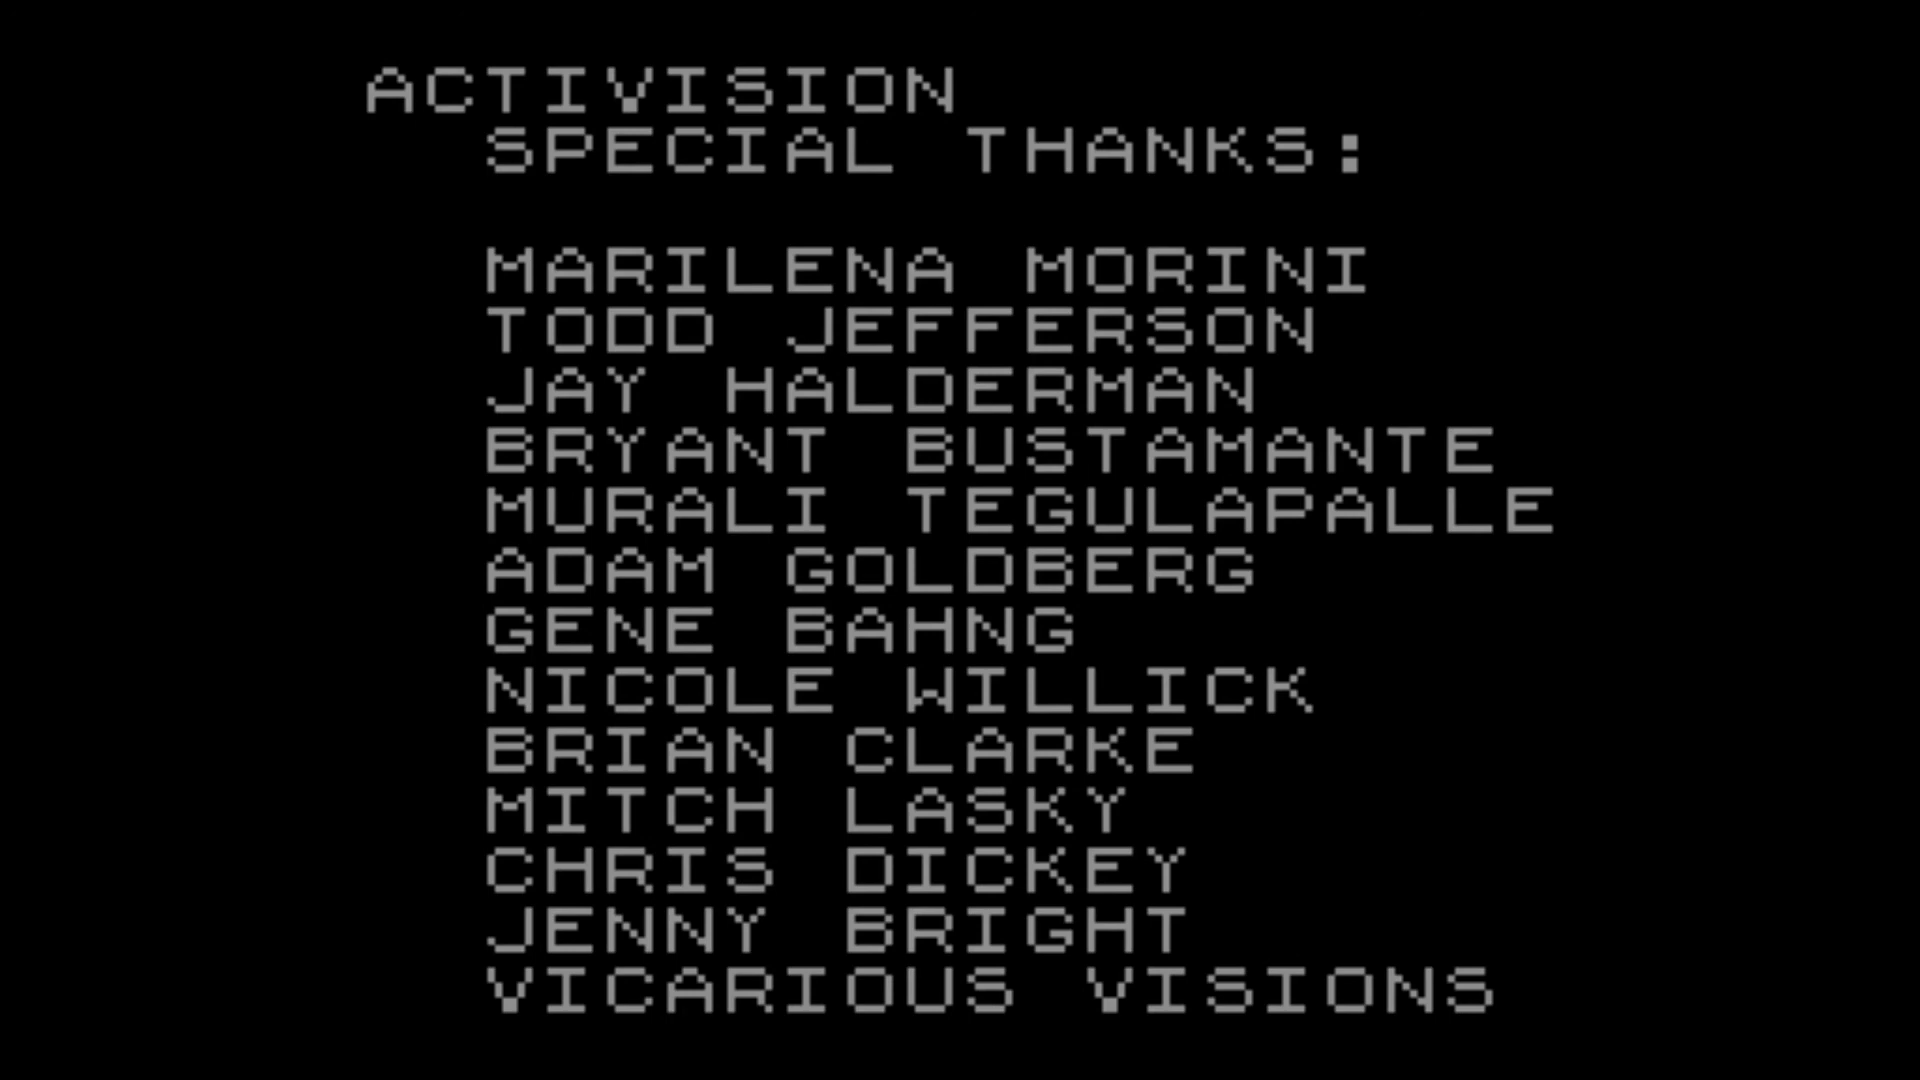 ACTIVISION
SPECIAL THANKS:
MARILENA MORINI
TODD JEFFERSON
JAY HALDERMAN
BRYANT BUSTAMANTE
MURALI TEGULAPALLE
ADAM GOLDBERG
GENE BAHNG
NICOLE WILLICK
BRIAN CLARKE
MITCH LASKY
CHRIS DICKEY
JENNY BRIGHT
VICARIOUS VISIONS